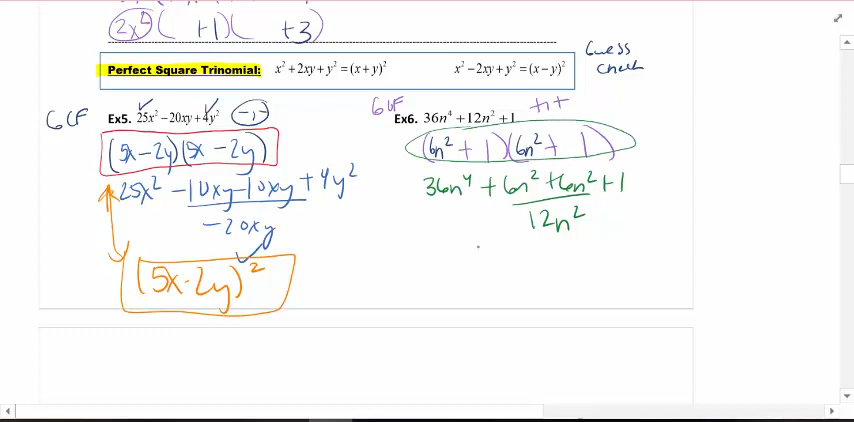 2x² ( +1)( +3)
Guess
Check
Perfect Square Trinomial: x² + 2xy + y² = (x + y)² x² − 2xy + y² = (x − y)²
GCF Ex5. 25x² − 20xy + 4y² −,−
(5x − 2y)(5x − 2y)
25x² − 10xy − 10xy + 4y²
−20xy
(5x - 2y)²
GCF Ex6. 36n⁴ + 12n² + 1 +,+
(6n² + 1)(6n² + 1)
36n⁴ + 6n² + 6n² + 1
12n²